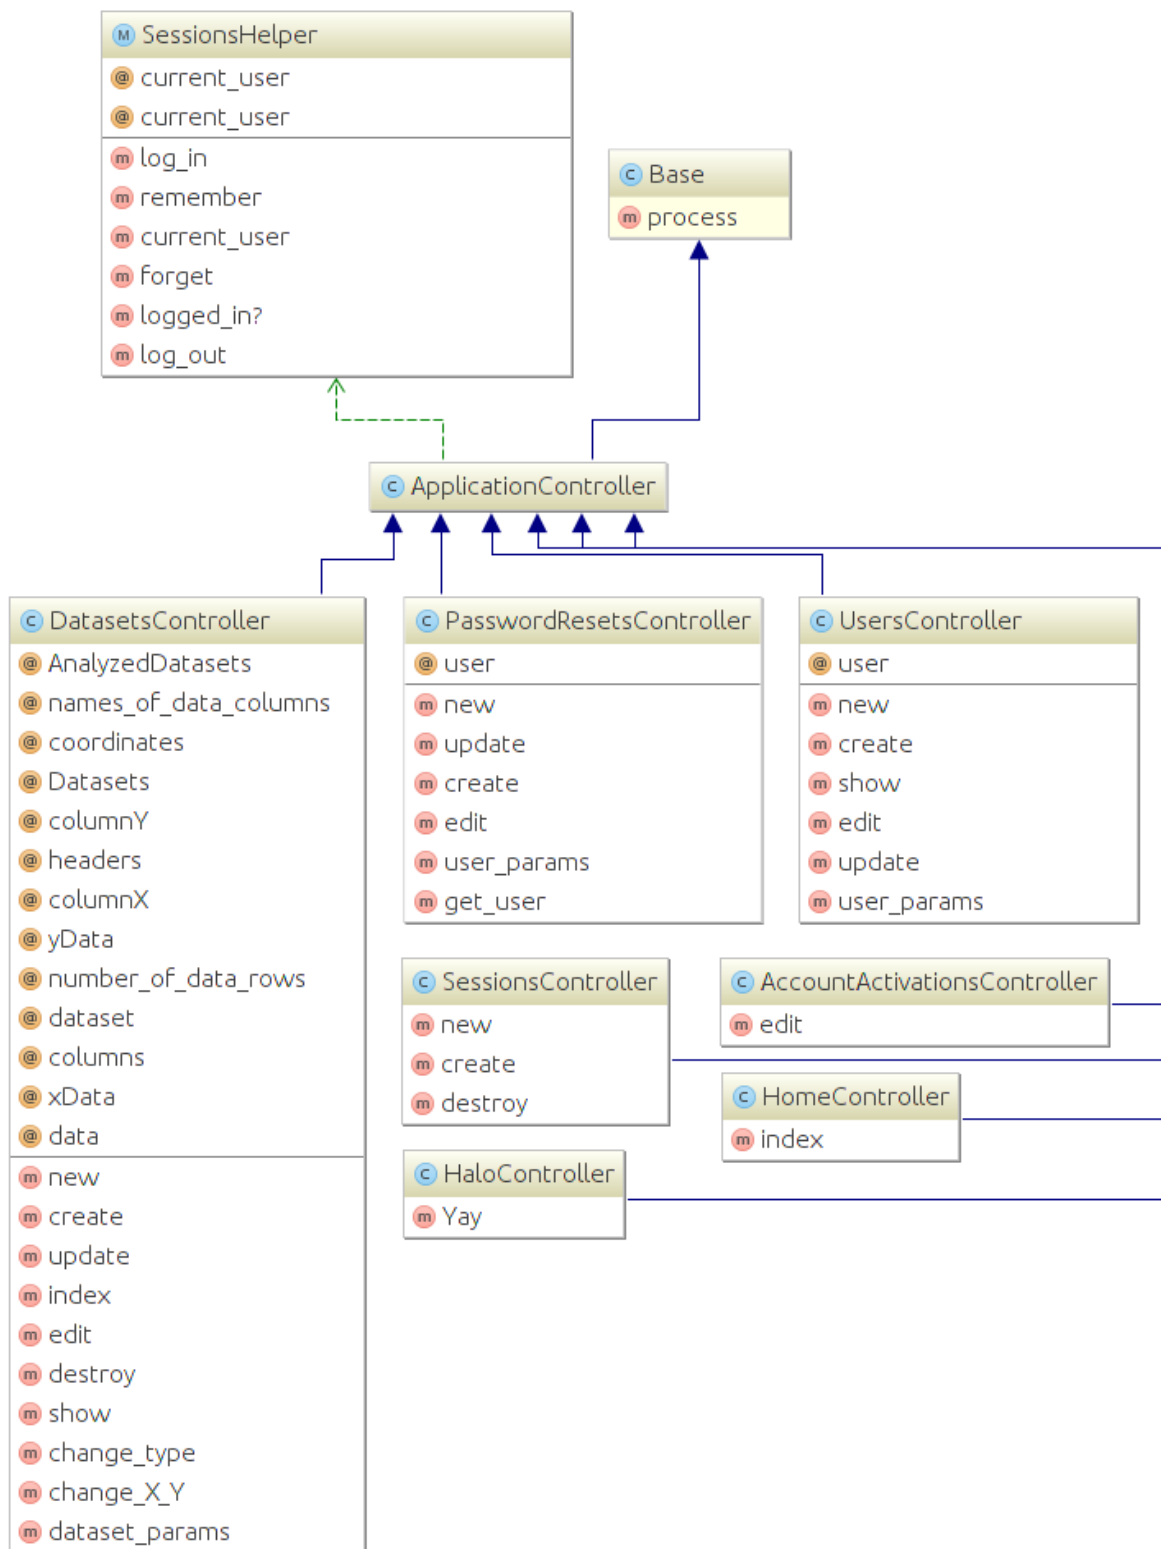 M SessionsHelper
@ current_user
@ current_user
m log_in
m remember
m current_user
m forget
m logged_in?
m log_out
C Base
m process
C ApplicationController
C DatasetsController
@ AnalyzedDatasets
@ names_of_data_columns
@ coordinates
@ Datasets
@ columnY
@ headers
@ columnX
@ yData
@ number_of_data_rows
@ dataset
@ columns
@ xData
@ data
m new
m create
m update
m index
m edit
m destroy
m show
m change_type
m change_X_Y
m dataset_params
C PasswordResetsController
@ user
m new
m update
m create
m edit
m user_params
m get_user
C UsersController
@ user
m new
m create
m show
m edit
m update
m user_params
C SessionsController
m new
m create
m destroy
C AccountActivationsController
m edit
C HomeController
m index
C HaloController
m Yay